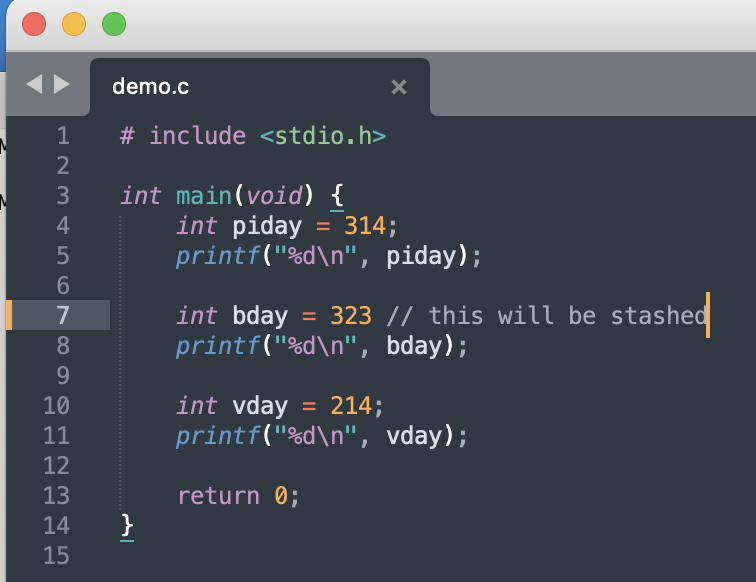 demo.c ×
1 # include <stdio.h>
2
3 int main(void) {
4 int piday = 314;
5 printf("%d\n", piday);
6
7 int bday = 323 // this will be stashed
8 printf("%d\n", bday);
9
10 int vday = 214;
11 printf("%d\n", vday);
12
13 return 0;
14 }
15